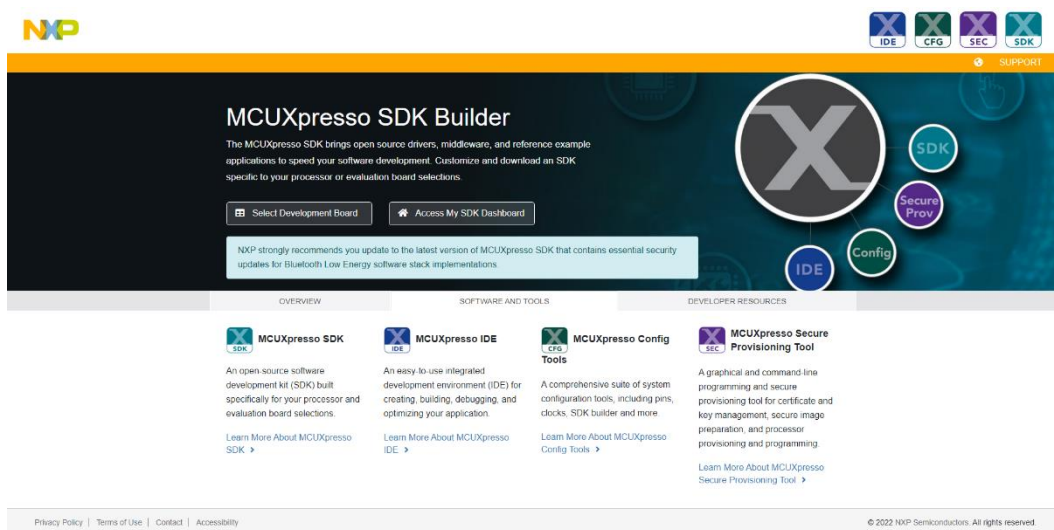 NXP
IDE
CFG
SEC
SDK
SUPPORT
MCUXpresso SDK Builder
The MCUXpresso SDK brings open source drivers, middleware, and reference example
applications to speed your software development. Customize and download an SDK
specific to your processor or evaluation board selections.
Select Development Board
Access My SDK Dashboard
NXP strongly recommends you update to the latest version of MCUXpresso SDK that contains essential security
updates for Bluetooth Low Energy software stack implementations
X
SDK
Secure
Prov
Config
IDE
OVERVIEW
SOFTWARE AND TOOLS
DEVELOPER RESOURCES
SDK
MCUXpresso SDK
An open-source software
development kit (SDK) built
specifically for your processor and
evaluation board selections.
Learn More About MCUXpresso
SDK >
IDE
MCUXpresso IDE
An easy-to-use integrated
development environment (IDE) for
creating, building, debugging, and
optimizing your application.
Learn More About MCUXpresso
IDE >
CFG
MCUXpresso Config
Tools
A comprehensive suite of system
configuration tools, including pins,
clocks, SDK builder and more.
Learn More About MCUXpresso
Config Tools >
SEC
MCUXpresso Secure
Provisioning Tool
A graphical and command-line
programming and secure
provisioning tool for certificate and
key management, secure image
preparation, and processor
provisioning and programming.
Learn More About MCUXpresso
Secure Provisioning Tool >
Privacy Policy | Terms of Use | Contact | Accessibility
© 2022 NXP Semiconductors. All rights reserved.